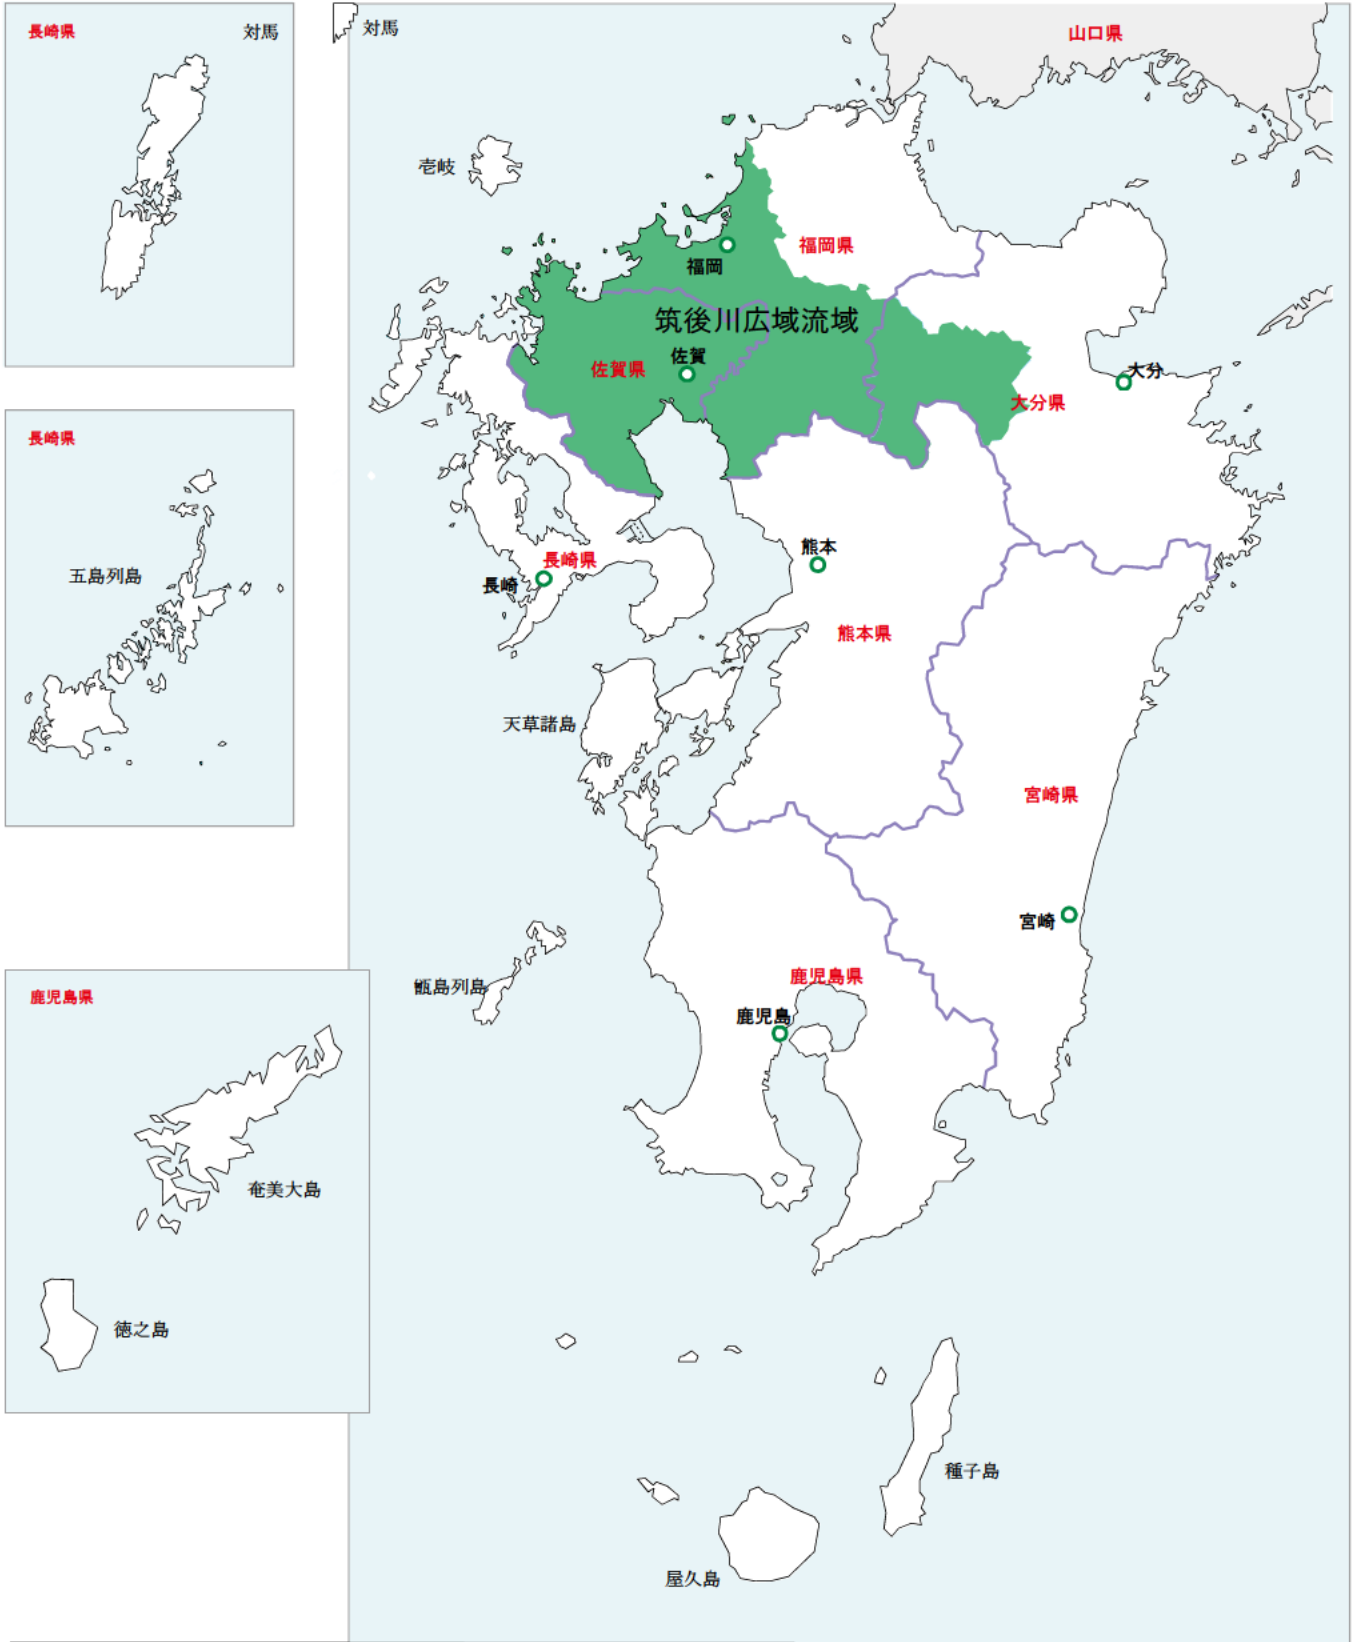 長崎県
対馬
対馬
山口県
壱岐
福岡県
福岡
筑後川広域流域
佐賀
佐賀県
大分
大分県
長崎県
五島列島
熊本
長崎県
長崎
熊本県
天草諸島
宮崎県
宮崎
鹿児島県
甑島列島
鹿児島県
鹿児島
奄美大島
徳之島
種子島
屋久島